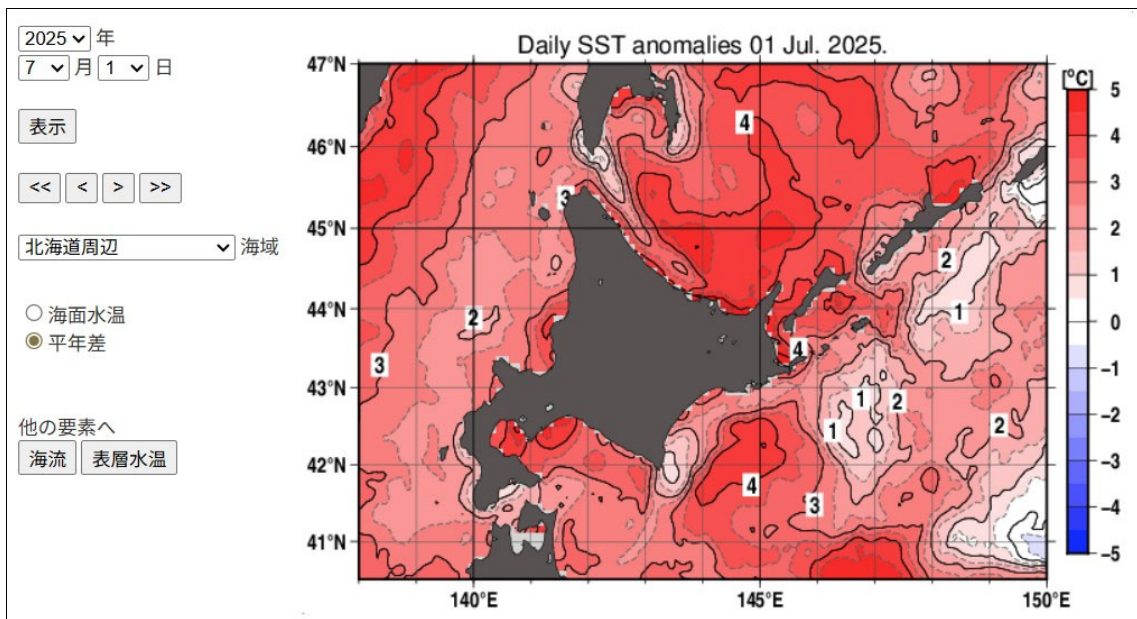 2025 年
7 月 1 日
表示
<< < > >>
北海道周辺 海域
海面水温
平年差
他の要素へ
海流 表層水温
Daily SST anomalies 01 Jul. 2025.
[°C]
47°N
46°N
45°N
44°N
43°N
42°N
41°N
140°E 145°E 150°E
5
4
3
2
1
0
−1
−2
−3
−4
−5
4
3
2
2
1
3
4
1
2
1
2
4
3